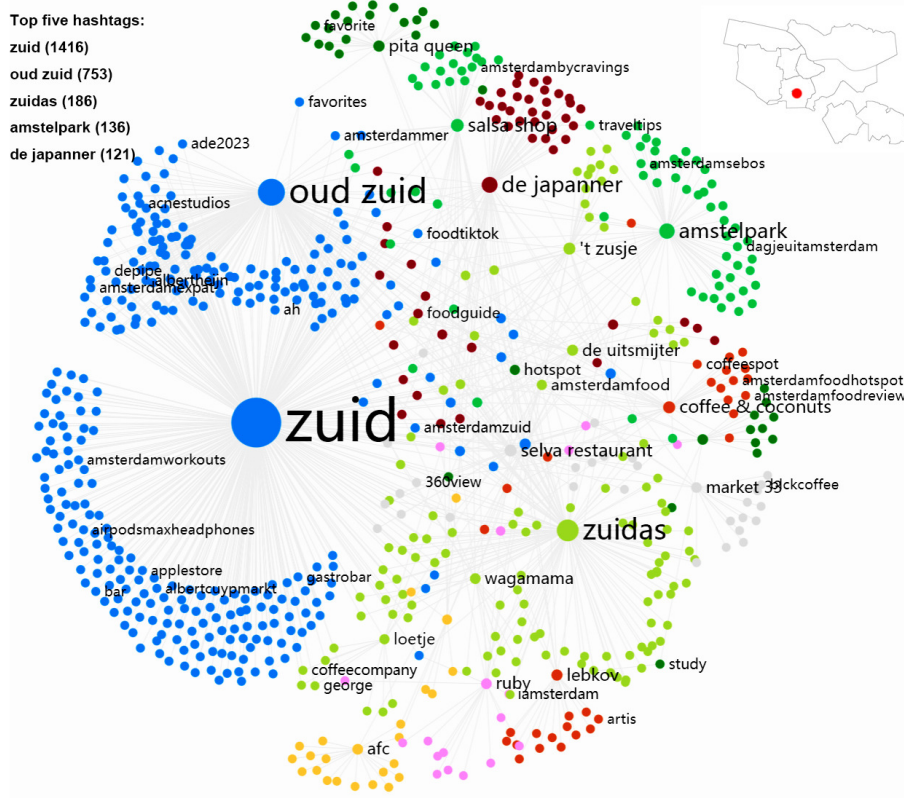 Top five hashtags:
zuid (1416)
oud zuid (753)
zuidas (186)
amstelpark (136)
de japanner (121)
favorite
pita queen
amsterdambycravings
favorites
salsa shop
traveltips
amsterdammer
ade2023
amsterdamsebos
oud zuid
de japanner
acnestudios
foodtiktok
amstelpark
't zusje
dagjeuitamsterdam
depipe
albertheijn
amsterdamexpat
ah
foodguide
de uitsmijter
coffeespot
hotspot
amsterdamfood
amsterdamfoodhotspot
amsterdamfoodreview
coffee & coconuts
zuid
amsterdamzuid
selva restaurant
amsterdamworkouts
360view
market 33
blckcoffee
airpodsmaxheadphones
zuidas
applestore
gastrobar
wagamama
bar
albertcuypmarkt
loetje
study
coffeecompany
lebkov
george
ruby
iamsterdam
artis
afc